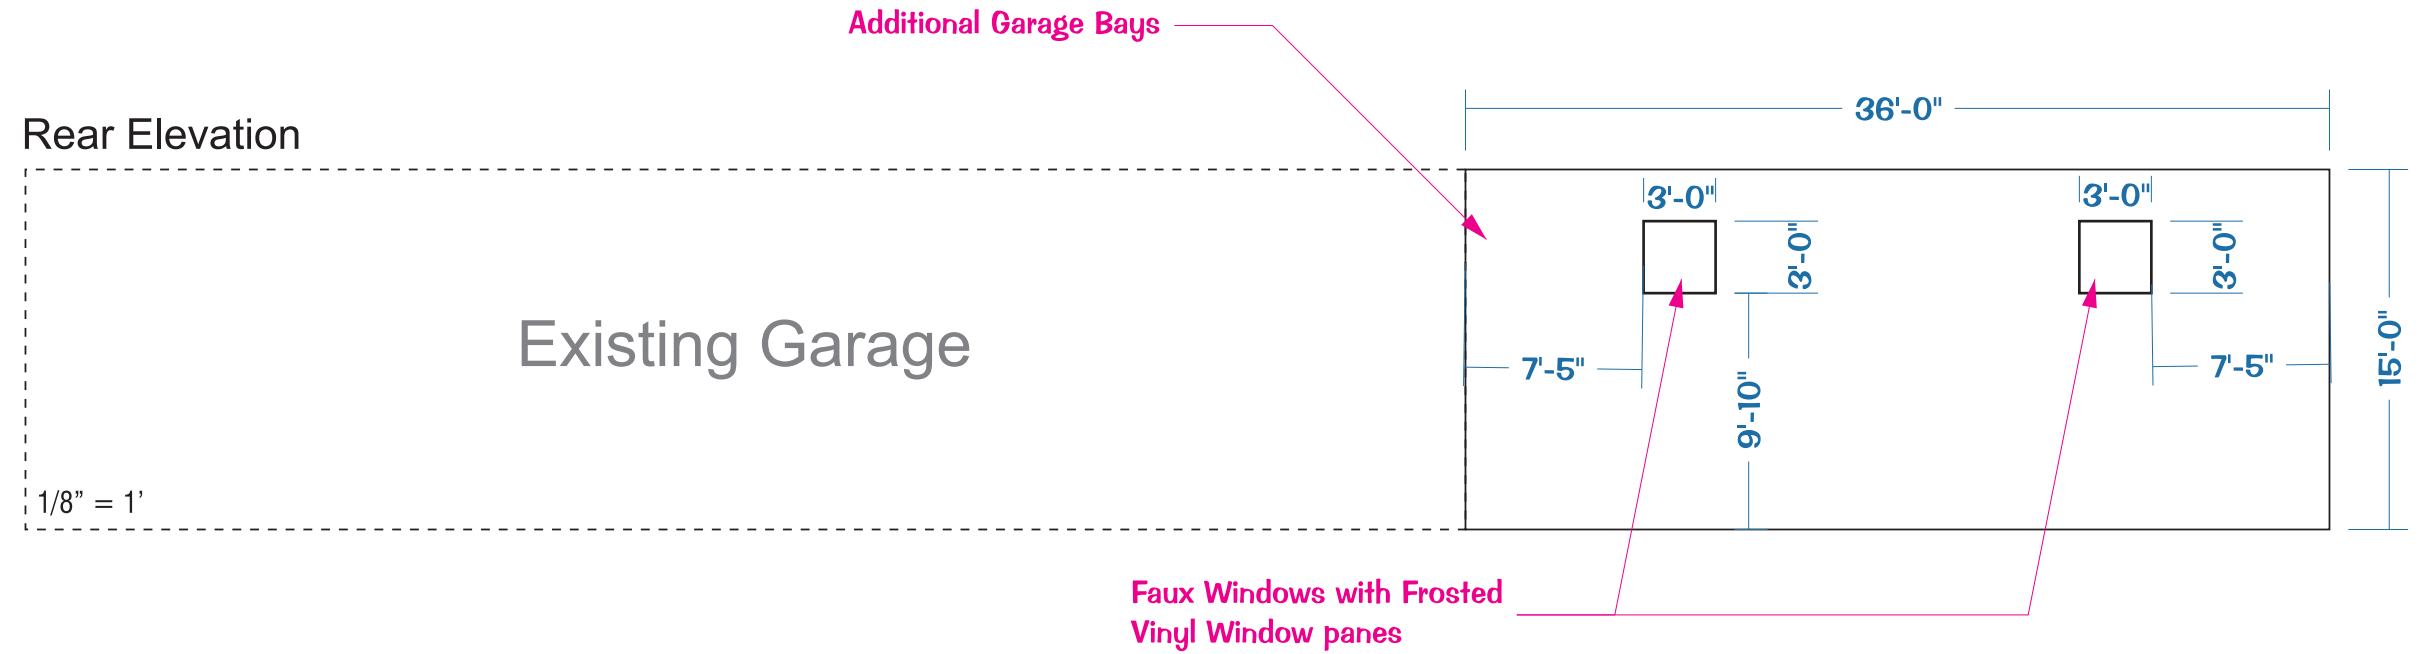 Additional Garage Bays
36'-0"
Rear Elevation
3'-0"
3'-0"
3'-0"
3'-0"
Existing Garage
7'-5"
9'-10"
7'-5"
15'-0"
1/8” = 1’
Faux Windows with Frosted
Vinyl Window panes